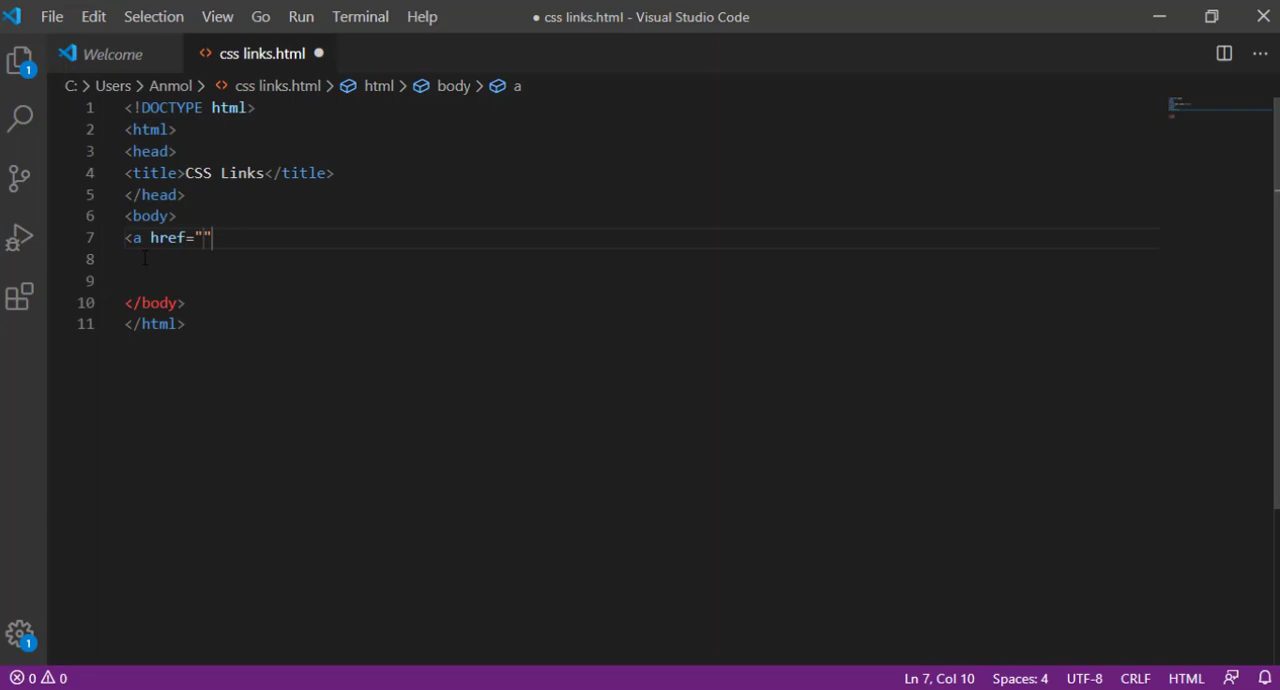 File Edit Selection View Go Run Terminal Help ● css links.html - Visual Studio Code
Welcome <> css links.html ●
C: > Users > Anmol > <> css links.html > html > body > a
1 <!DOCTYPE html>
2 <html>
3 <head>
4 <title>CSS Links</title>
5 </head>
6 <body>
7 <a href=""
8
9
10 </body>
11 </html>
1
1
0 0 Ln 7, Col 10 Spaces: 4 UTF-8 CRLF HTML